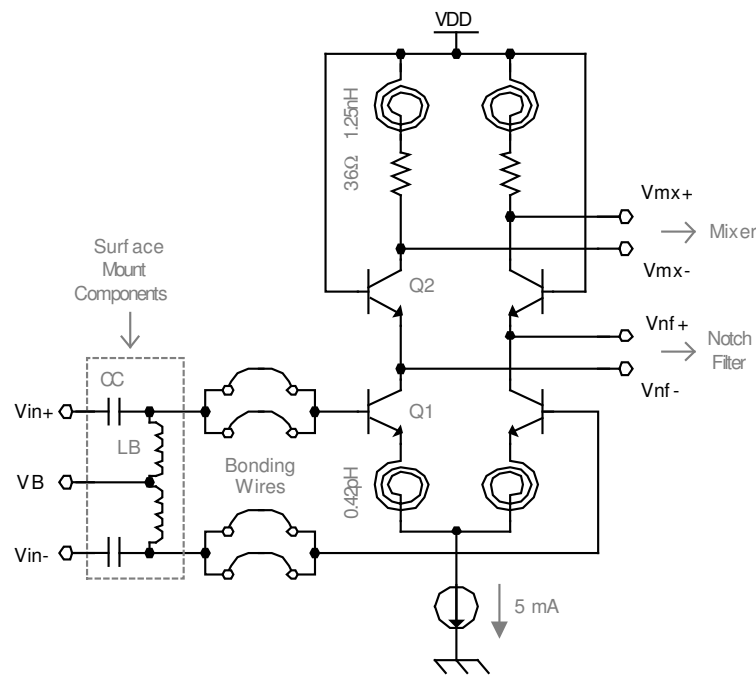 VDD
1.25nH
36Ω
Vmx+
Mixer
Vmx-
Surface
Mount
Components
Q2
Vnf+
Notch
Filter
Vnf-
CC
Vin+
Q1
LB
VB
Bonding
Wires
0.42pH
Vin-
5 mA